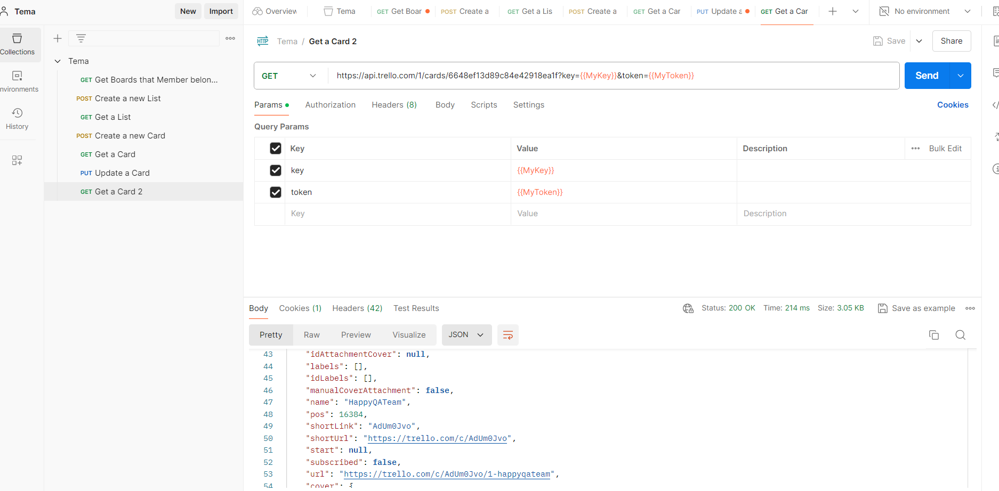 Tema
New
Import
Overview
Tema
GET Get Boar
POST Create a
GET Get a Lis
POST Create a
GET Get a Car
PUT Update a
GET Get a Car
No environment
Collections
nvironments
History
Tema
GET Get Boards that Member belon...
POST Create a new List
GET Get a List
POST Create a new Card
GET Get a Card
PUT Update a Card
GET Get a Card 2
HTTP Tema / Get a Card 2
Save
Share
GET
https://api.trello.com/1/cards/6648ef13d89c84e42918ea1f?key={{MyKey}}&token={{MyToken}}
Send
Params
Authorization
Headers (8)
Body
Scripts
Settings
Cookies
Query Params
Key Value Description Bulk Edit
key {{MyKey}}
token {{MyToken}}
Key Value Description
Body
Cookies (1)
Headers (42)
Test Results
Status: 200 OK Time: 214 ms Size: 3.05 KB
Save as example
Pretty
Raw
Preview
Visualize
JSON
43 "idAttachmentCover": null,
44 "labels": [],
45 "idLabels": [],
46 "manualCoverAttachment": false,
47 "name": "HappyQATeam",
48 "pos": 16384,
49 "shortLink": "AdUm0Jvo",
50 "shortUrl": "https://trello.com/c/AdUm0Jvo",
51 "start": null,
52 "subscribed": false,
53 "url": "https://trello.com/c/AdUm0Jvo/1-happyqateam",
54 "cover": {